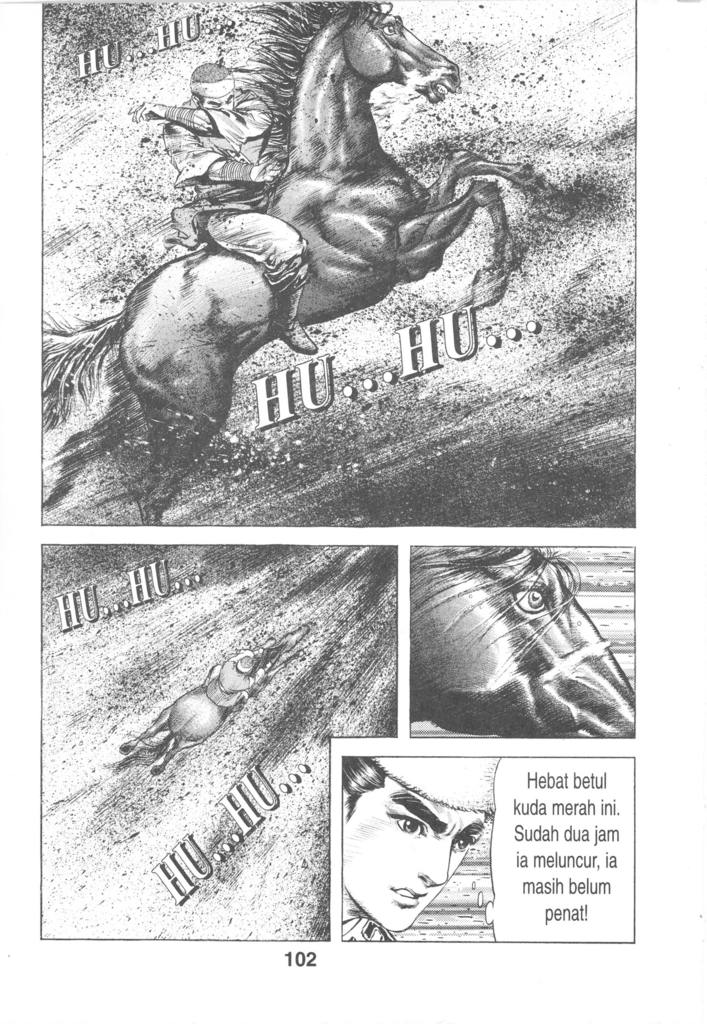 HU...HU...
HU...HU...
HU...HU...
HU...HU...
Hebat betul
kuda merah ini.
Sudah dua jam
ia meluncur, ia
masih belum
penat!
102